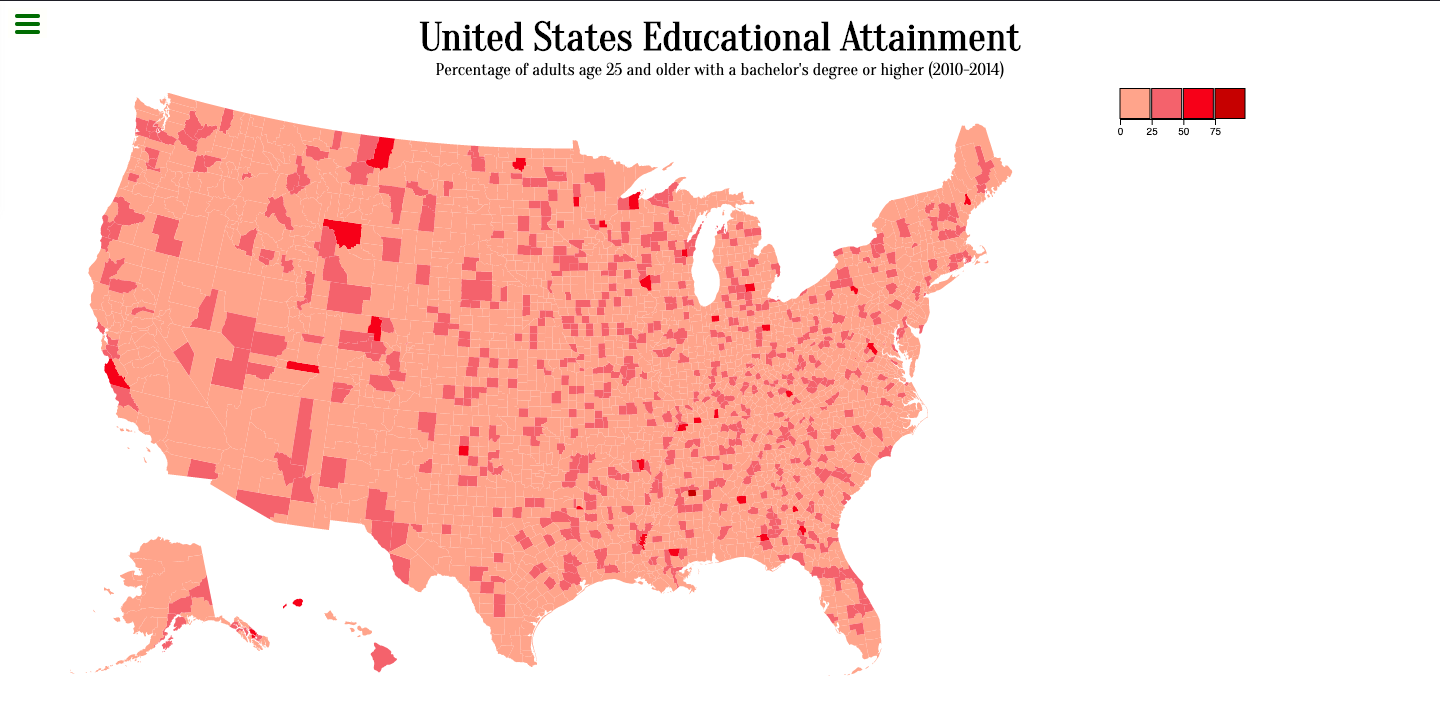 United States Educational Attainment
Percentage of adults age 25 and older with a bachelor's degree or higher (2010-2014)
0 25 50 75